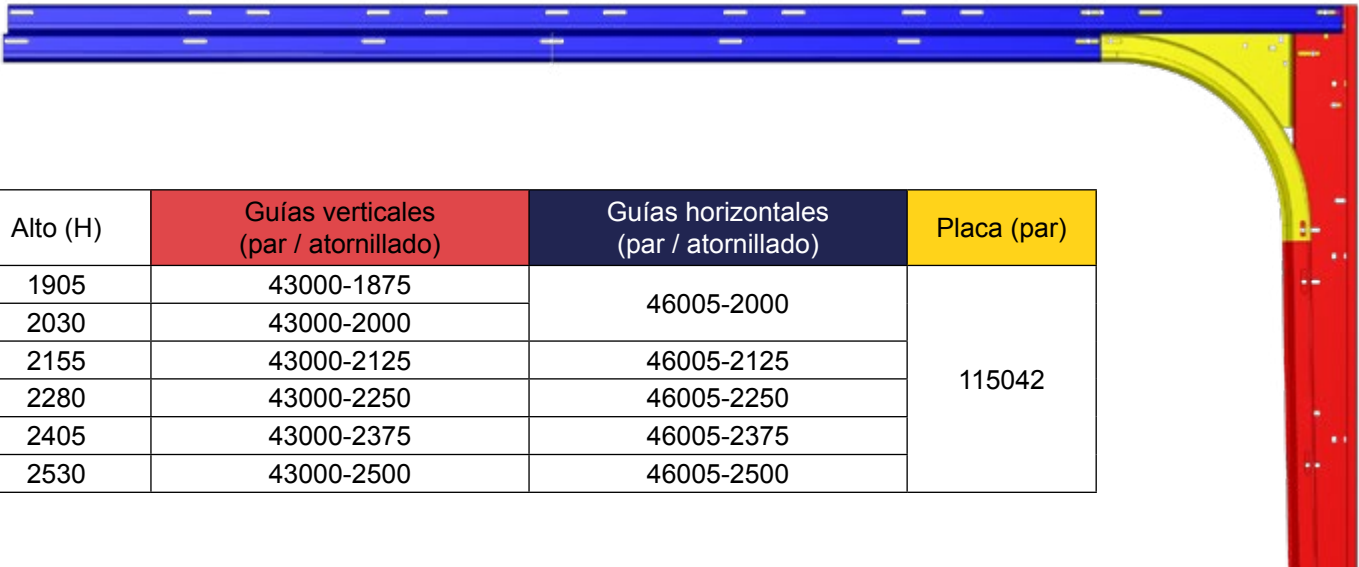 Alto (H) Guías verticales (par / atornillado) Guías horizontales (par / atornillado) Placa (par)
1905 43000-1875 46005-2000 115042
2030 43000-2000
2155 43000-2125 46005-2125
2280 43000-2250 46005-2250
2405 43000-2375 46005-2375
2530 43000-2500 46005-2500